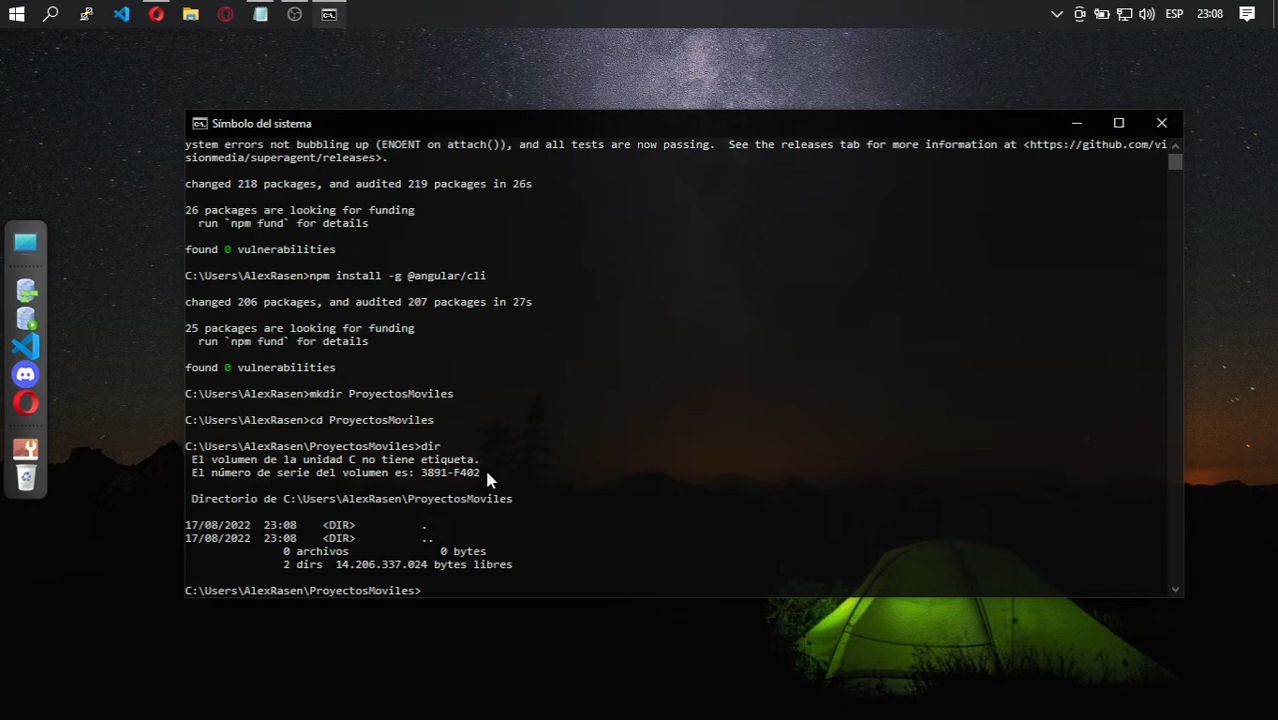 ESP
23:08
Símbolo del sistema
ystem errors not bubbling up (ENOENT on attach()), and all tests are now passing.  See the releases tab for more information at <https://github.com/vi
sionmedia/superagent/releases>.
changed 218 packages, and audited 219 packages in 26s
26 packages are looking for funding
  run `npm fund` for details
found 0 vulnerabilities
C:\Users\AlexRasen>npm install -g @angular/cli
changed 206 packages, and audited 207 packages in 27s
25 packages are looking for funding
  run `npm fund` for details
found 0 vulnerabilities
C:\Users\AlexRasen>mkdir ProyectosMoviles
C:\Users\AlexRasen>cd ProyectosMoviles
C:\Users\AlexRasen\ProyectosMoviles>dir
 El volumen de la unidad C no tiene etiqueta.
 El número de serie del volumen es: 3891-F402
 Directorio de C:\Users\AlexRasen\ProyectosMoviles
17/08/2022  23:08    <DIR>          .
17/08/2022  23:08    <DIR>          ..
               0 archivos              0 bytes
               2 dirs  14.206.337.024 bytes libres
C:\Users\AlexRasen\ProyectosMoviles>